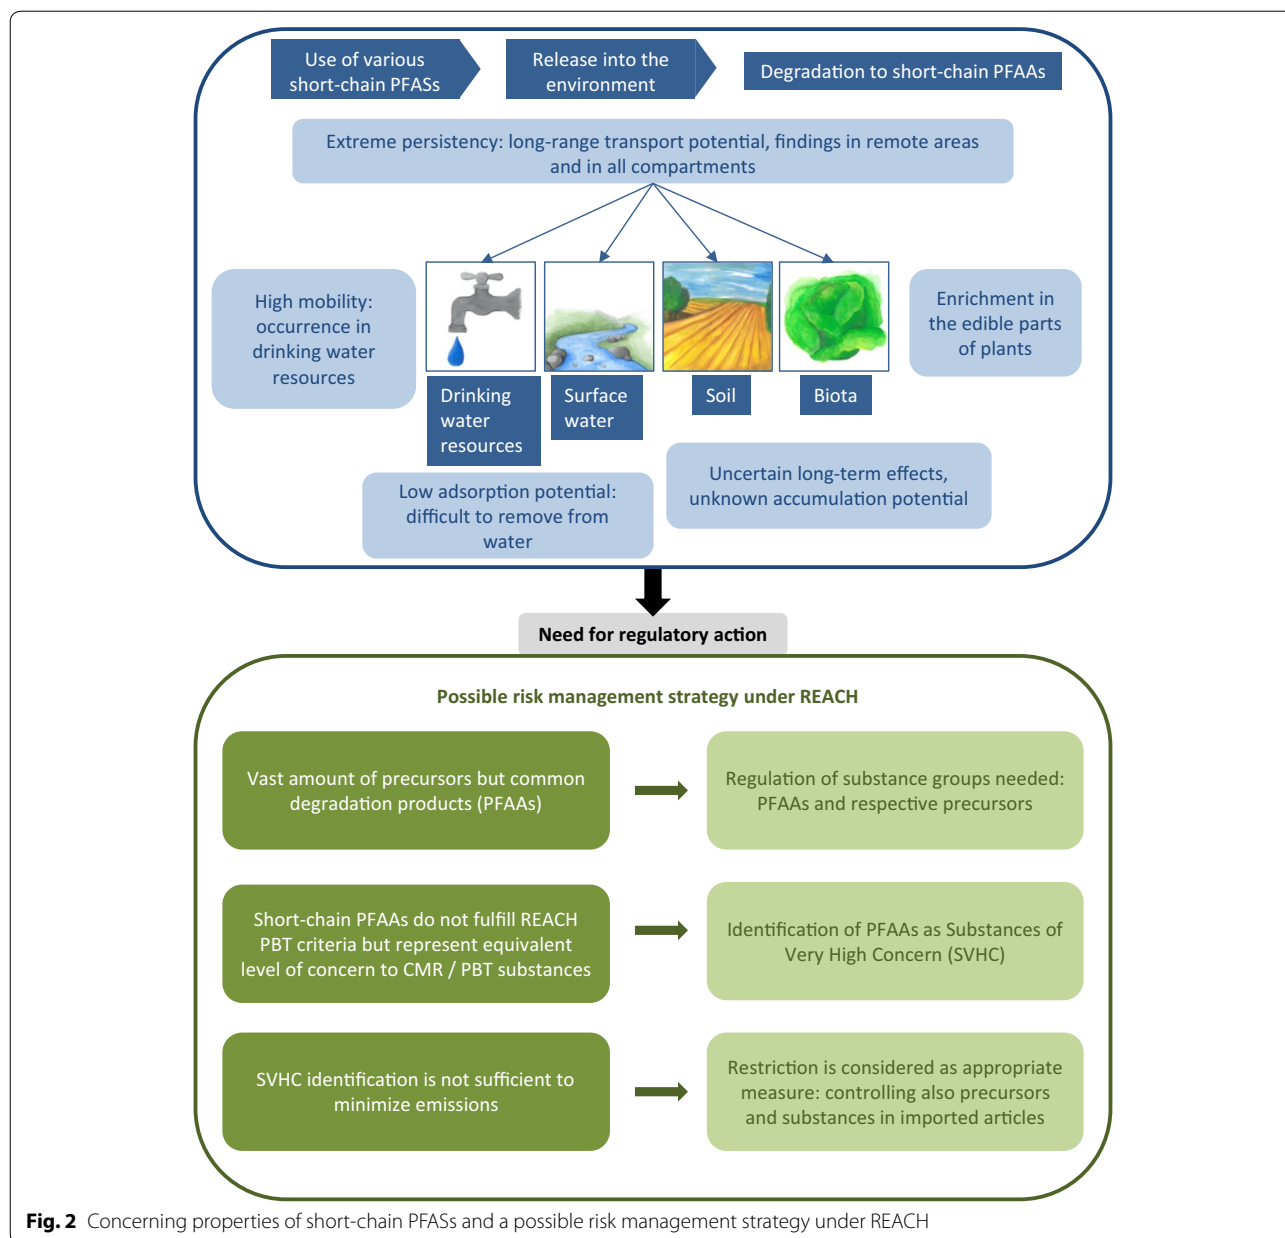 Use of various
short-chain PFASs
Release into the
environment
Degradation to short-chain PFAAs
Extreme persistency: long-range transport potential, findings in remote areas
and in all compartments
High mobility:
occurrence in
drinking water
resources
Enrichment in
the edible parts
of plants
Drinking
water
resources
Surface
water
Soil
Biota
Low adsorption potential:
difficult to remove from
water
Uncertain long-term effects,
unknown accumulation potential
Need for regulatory action
Possible risk management strategy under REACH
Vast amount of precursors but common
degradation products (PFAAs)
Regulation of substance groups needed:
PFAAs and respective precursors
Short-chain PFAAs do not fulfill REACH
PBT criteria but represent equivalent
level of concern to CMR / PBT substances
Identification of PFAAs as Substances of
Very High Concern (SVHC)
SVHC identification is not sufficient to
minimize emissions
Restriction is considered as appropriate
measure: controlling also precursors
and substances in imported articles
Fig. 2 Concerning properties of short-chain PFASs and a possible risk management strategy under REACH